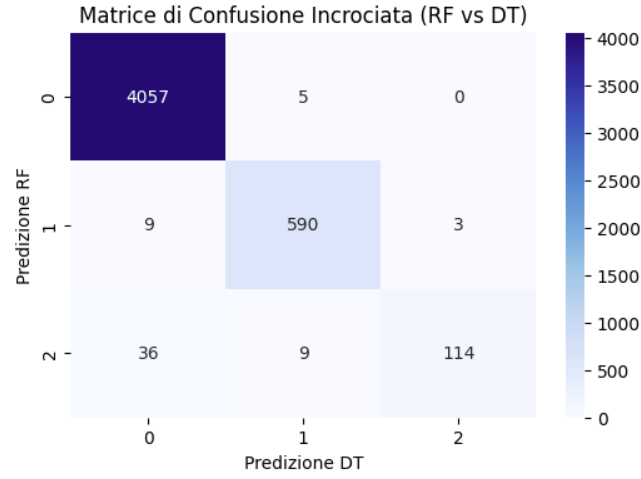 Matrice di Confusione Incrociata (RF vs DT)
Predizione RF
0
4057 5 0
1
9 590 3
2
36 9 114
0 1 2
Predizione DT
4000
3500
3000
2500
2000
1500
1000
500
0